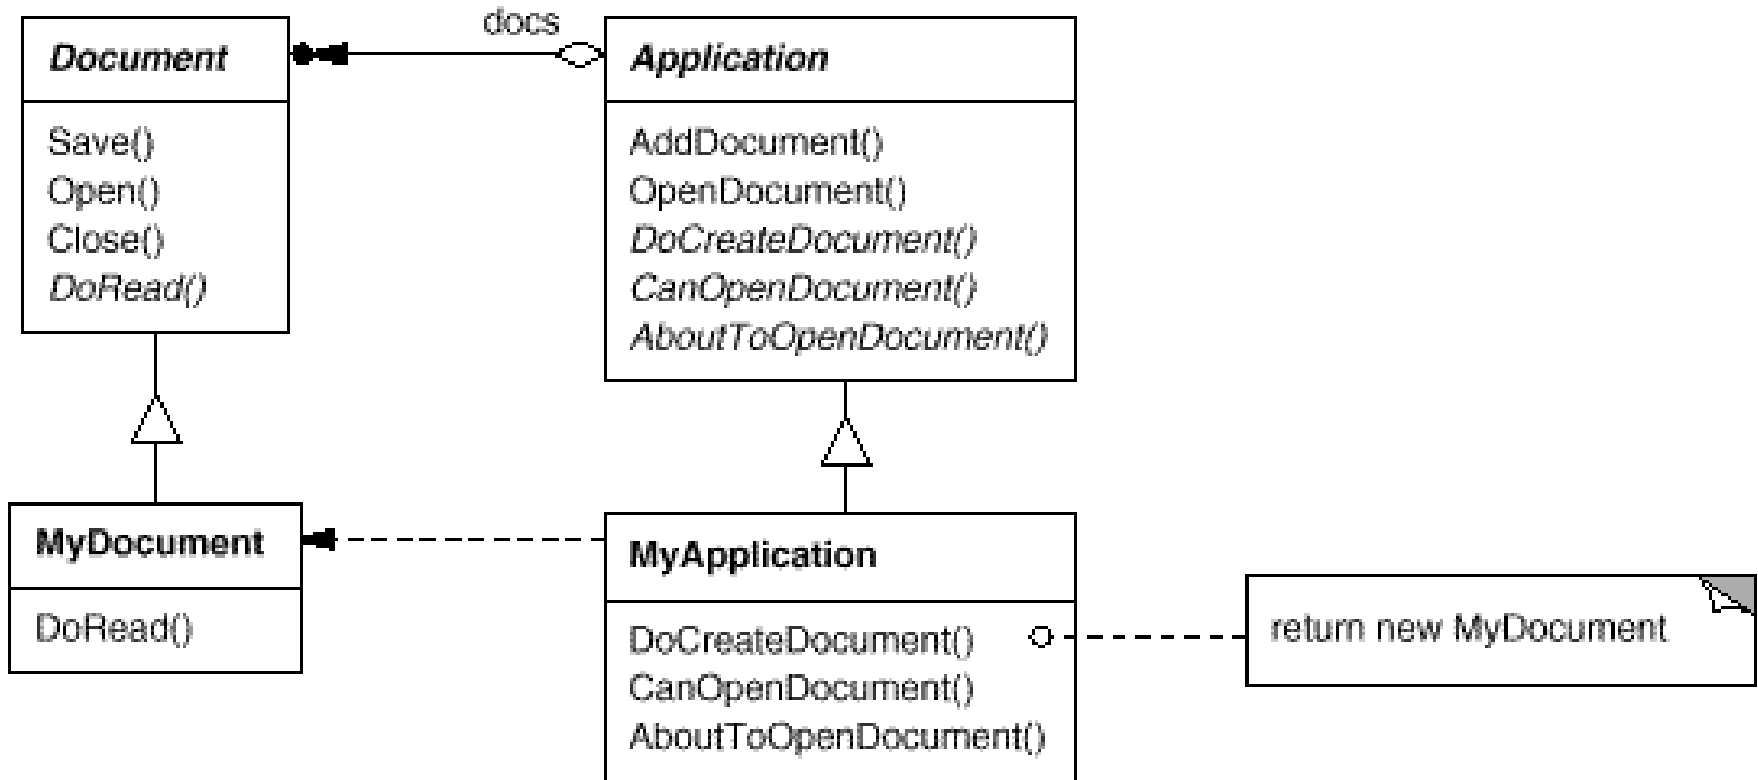 docs
Document
Save()
Open()
Close()
DoRead()
Application
AddDocument()
OpenDocument()
DoCreateDocument()
CanOpenDocument()
AboutToOpenDocument()
MyDocument
DoRead()
MyApplication
DoCreateDocument()
CanOpenDocument()
AboutToOpenDocument()
return new MyDocument